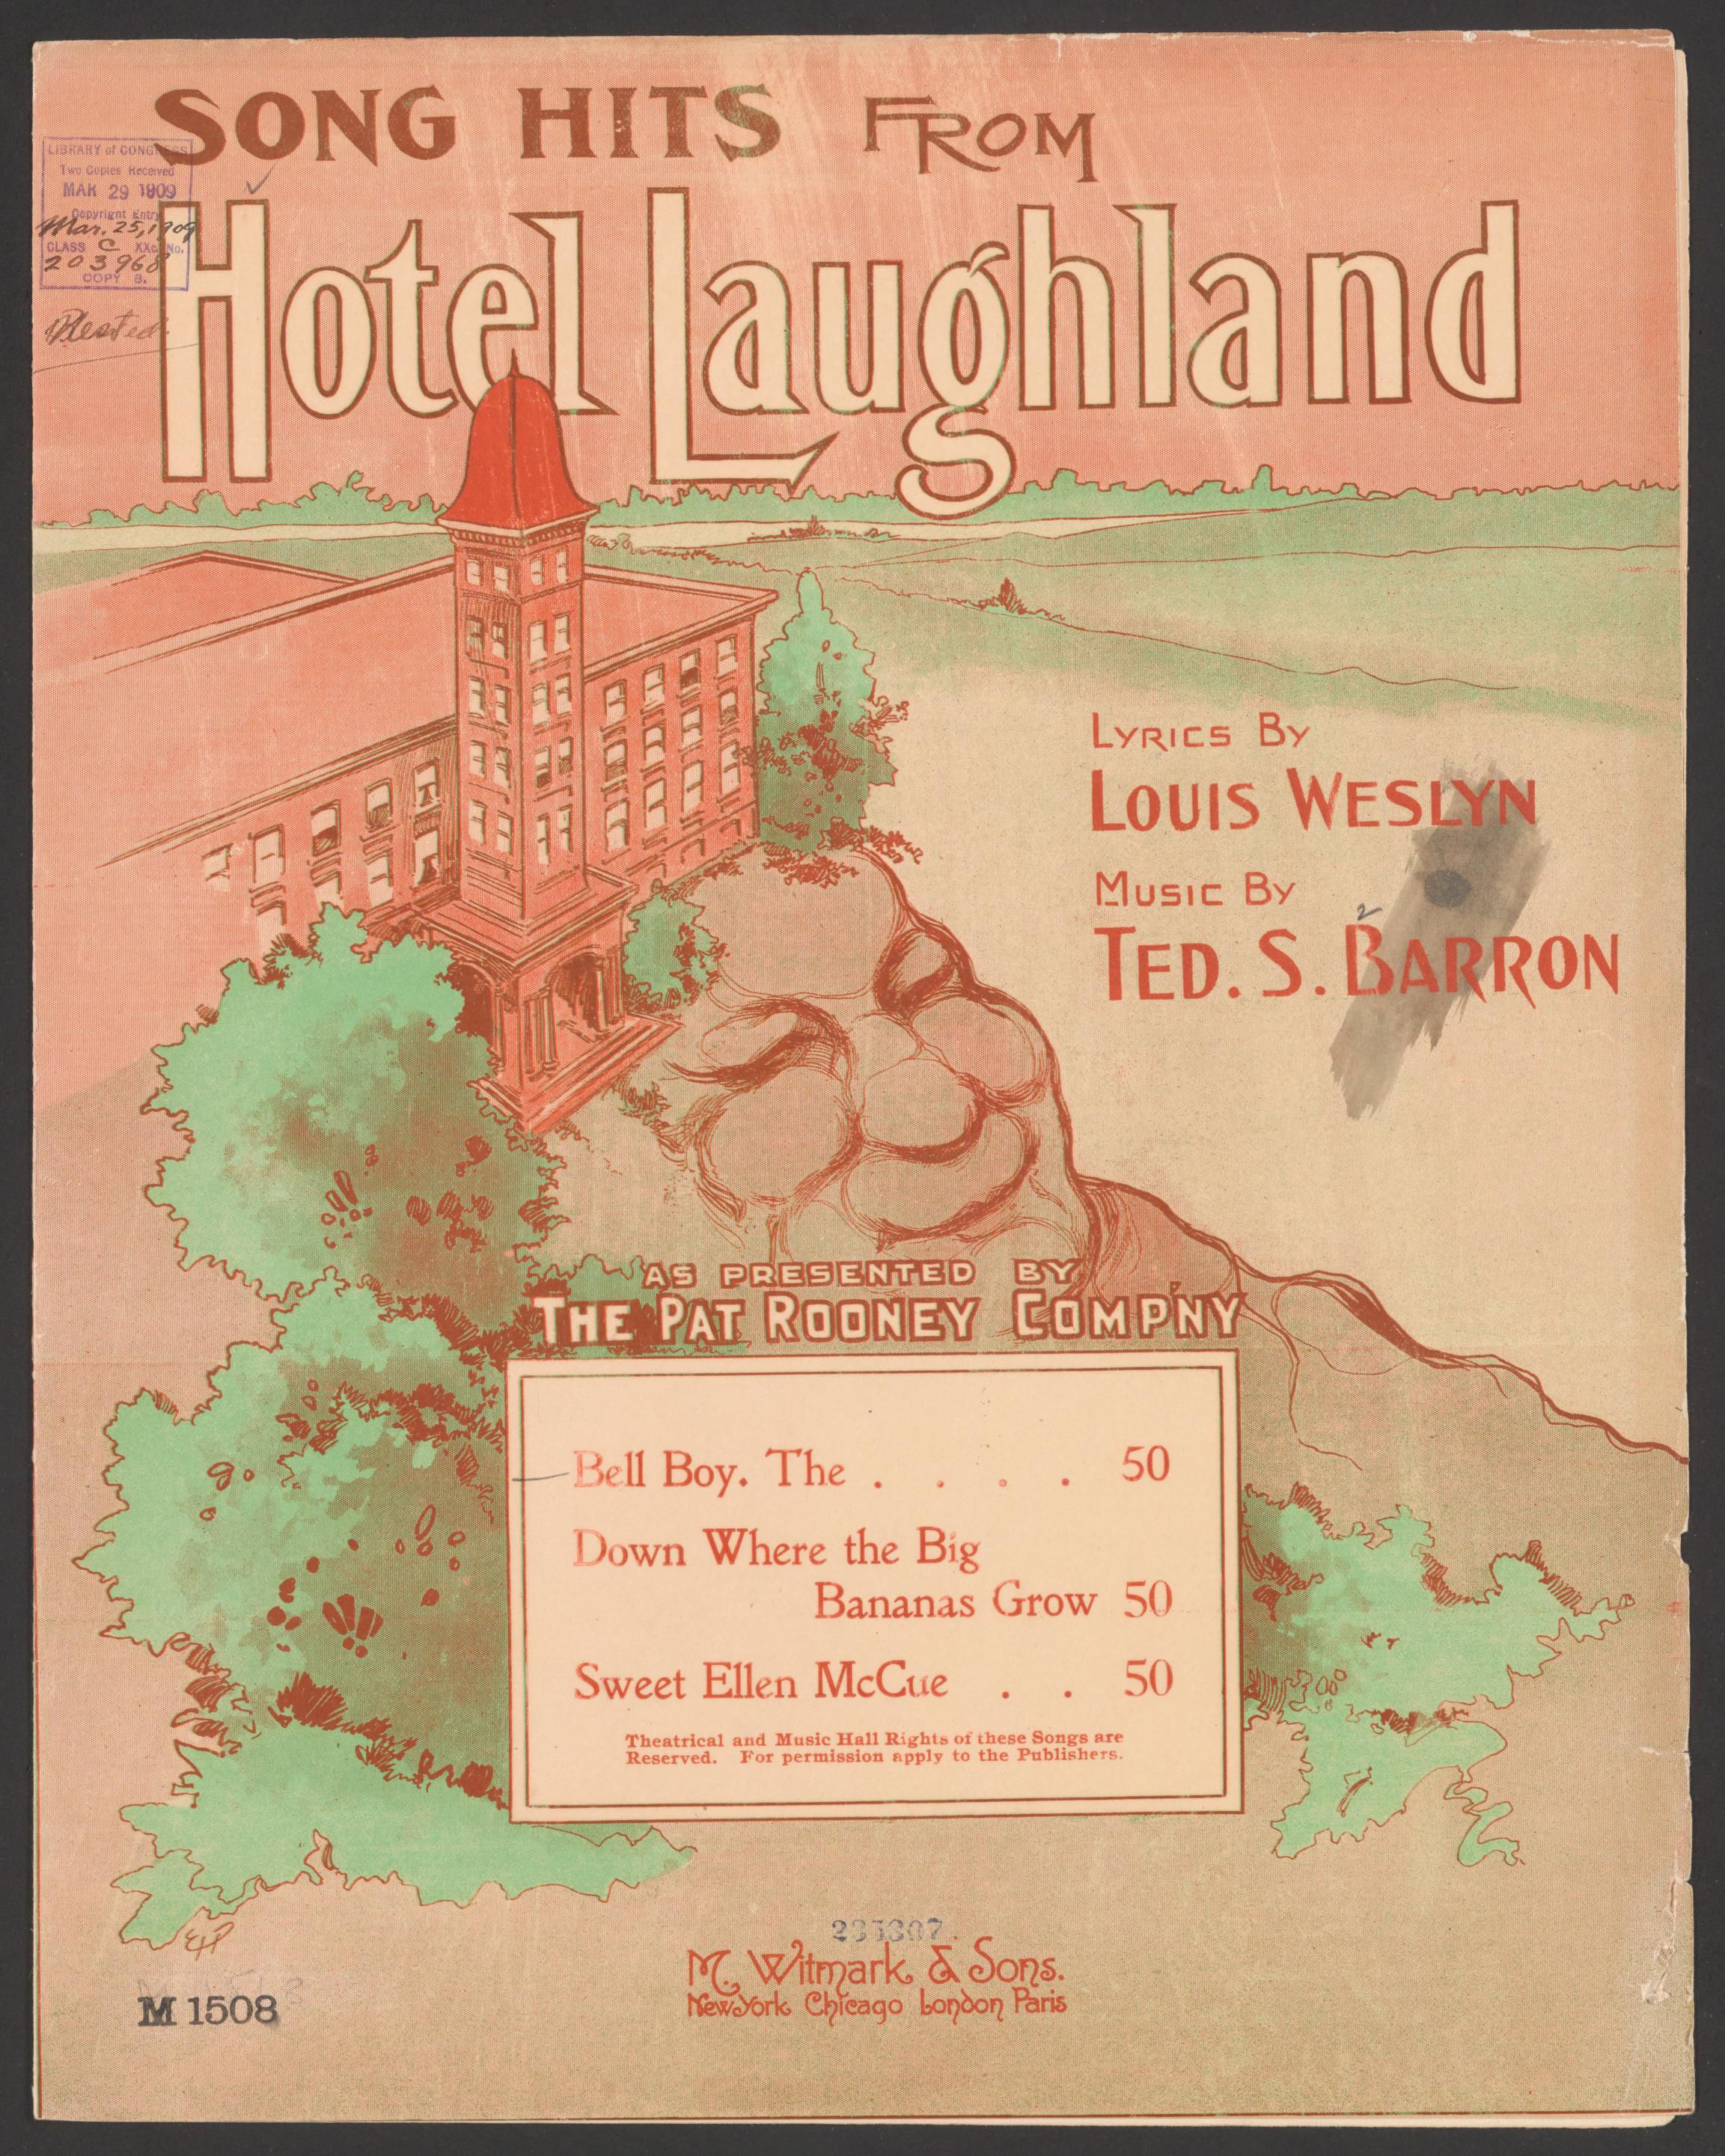 SONG HITS FROM
Hotel Laughland
LIBRARY of CONGRESS
Two Copies Received
MAR 29 1909
Copyright Entry
Mar. 25, 1909
CLASS C XXc. No.
203968
COPY B.
LYRICS BY
LOUIS WESLYN
MUSIC BY
TED. S. BARRON
AS PRESENTED BY
THE PAT ROONEY COMP'NY
Bell Boy. The . . . . 50
Down Where the Big
Bananas Grow 50
Sweet Ellen McCue . . 50
Theatrical and Music Hall Rights of these Songs are
Reserved. For permission apply to the Publishers.
M. Witmark & Sons.
New York Chicago London Paris
M 1508